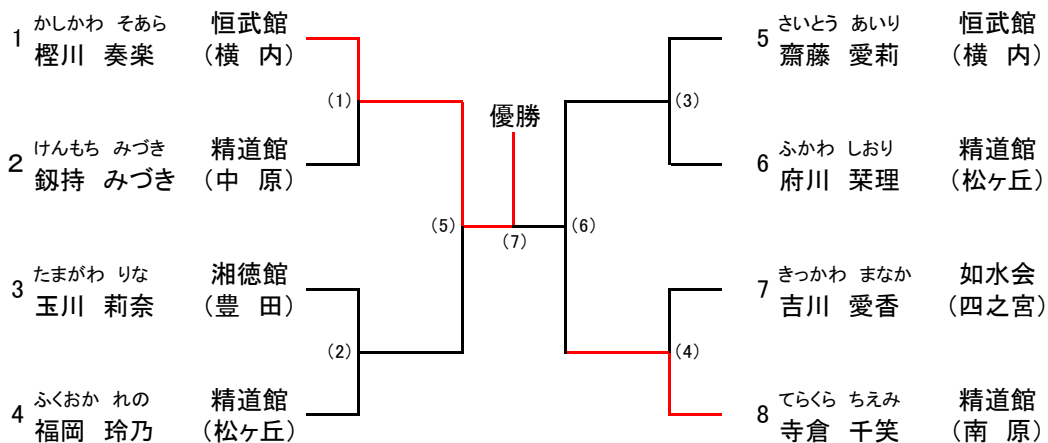 かしかわ そあら 恒武館
1 樫川 奏楽 （横 内）
（1）
けんもち みづき 精道館
2 釼持 みづき （中 原）
（5）
たまがわ りな 湘徳館
3 玉川 莉奈 （豊 田）
（2）
ふくおか れの 精道館
4 福岡 玲乃 （松ヶ丘）
優勝
（7）
さいとう あいり 恒武館
5 齋藤 愛莉 （横 内）
（3）
ふかわ しおり 精道館
6 府川 栞理 （松ヶ丘）
（6）
きっかわ まなか 如水会
7 吉川 愛香 （四之宮）
（4）
てらくら ちえみ 精道館
8 寺倉 千笑 （南 原）